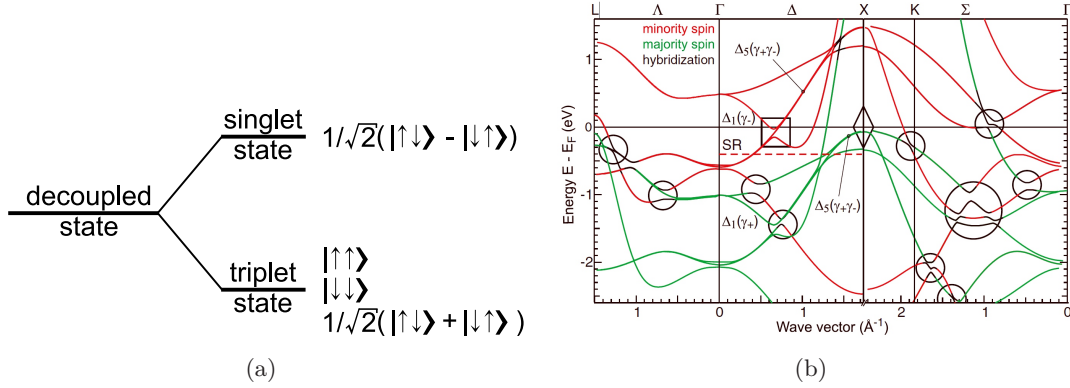 singlet
state
1/√2(|↑↓⟩ - |↓↑⟩)
decoupled
state
triplet
state
|↑↑⟩
|↓↓⟩
1/√2(|↑↓⟩ + |↓↑⟩)
(a)
L Λ Γ Δ X K Σ Γ
minority spin
majority spin
hybridization
Δ₅(γ₊γ₋)
Δ₁(γ₋)
SR
Δ₁(γ₊)
Δ₅(γ₊γ₋)
Energy E - E_F (eV)
1
0
-1
-2
1 0 1 2 1 0
Wave vector (Å⁻¹)
(b)